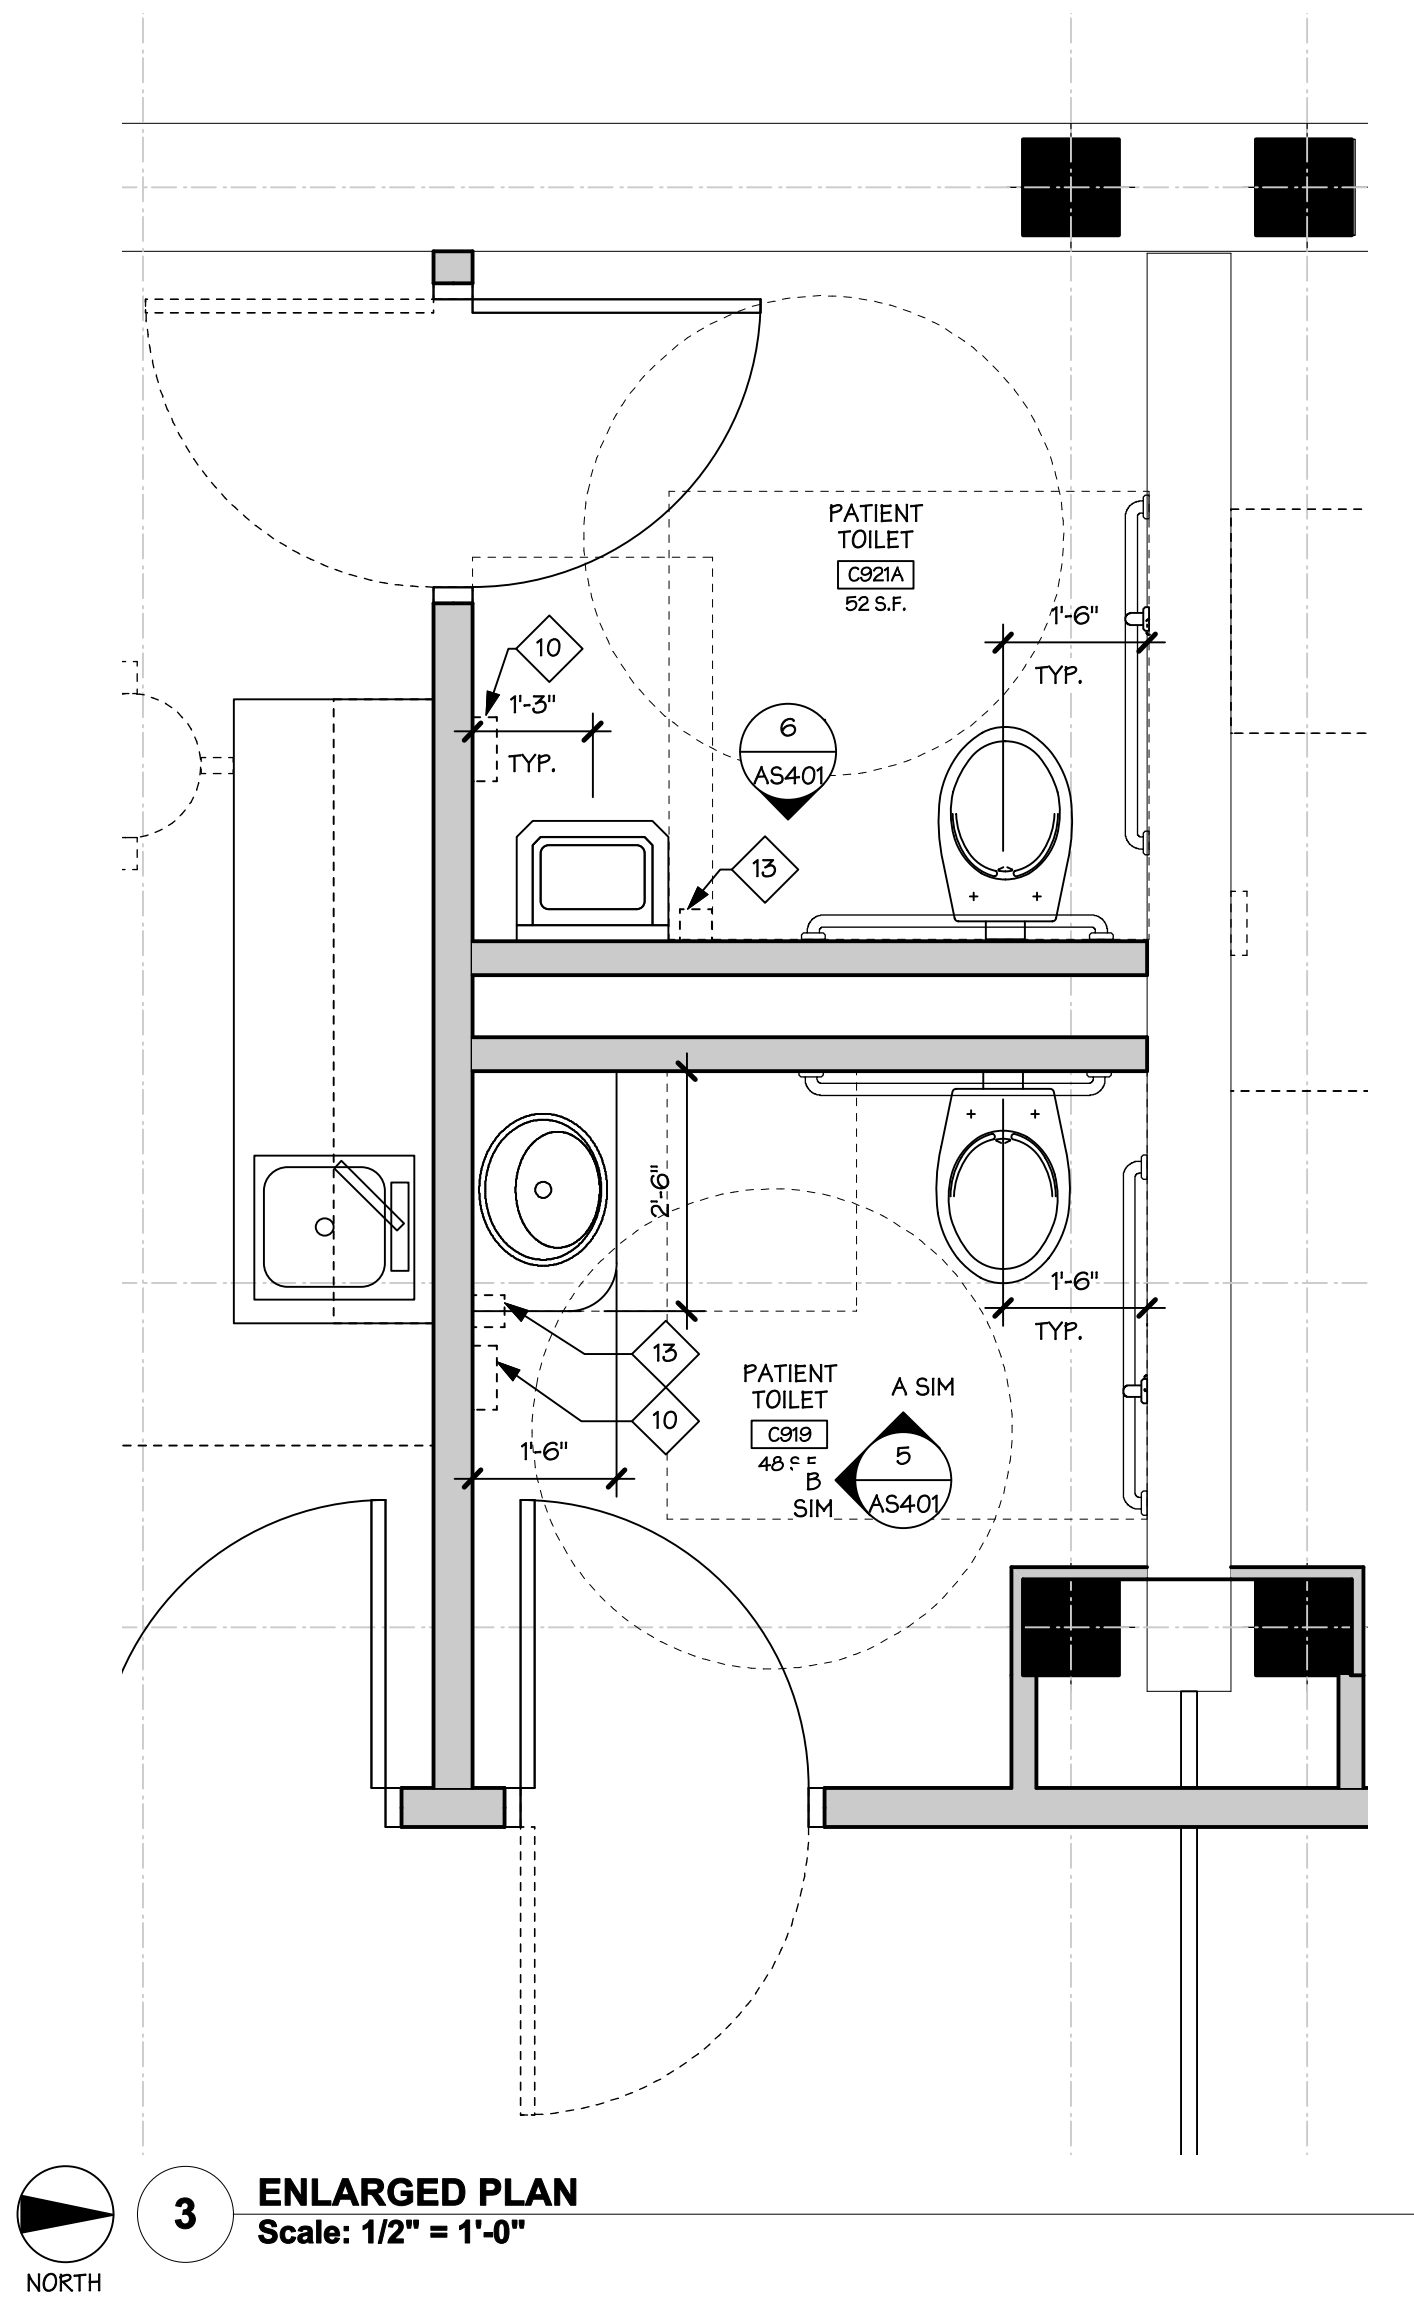 PATIENT
TOILET
C921A
52 S.F.
1'-6"
TYP.
10
1'-3"
TYP.
6
AS401
13
2'-6"
1'-6"
TYP.
13
10
PATIENT
TOILET
C919
48 S.F.
A SIM
5
AS401
B
SIM
1'-6"
3
ENLARGED PLAN
Scale: 1/2" = 1'-0"
NORTH